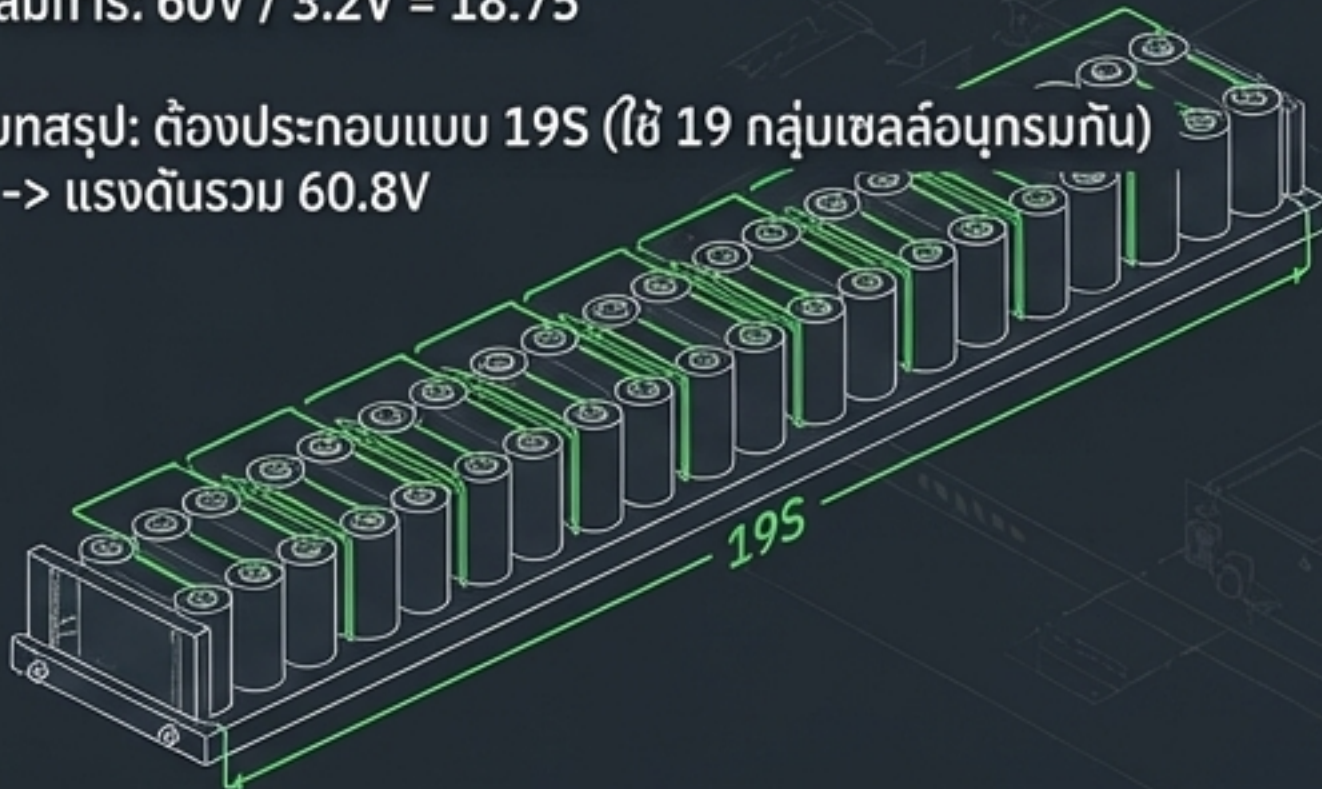 สมการ: 60V / 3.2V = 18.75
บทสรุป: ต้องประกอบแบบ 19S (ใช้ 19 กลุ่มเซลล์อนุกรมกัน)
-> แรงดันรวม 60.8V
19S